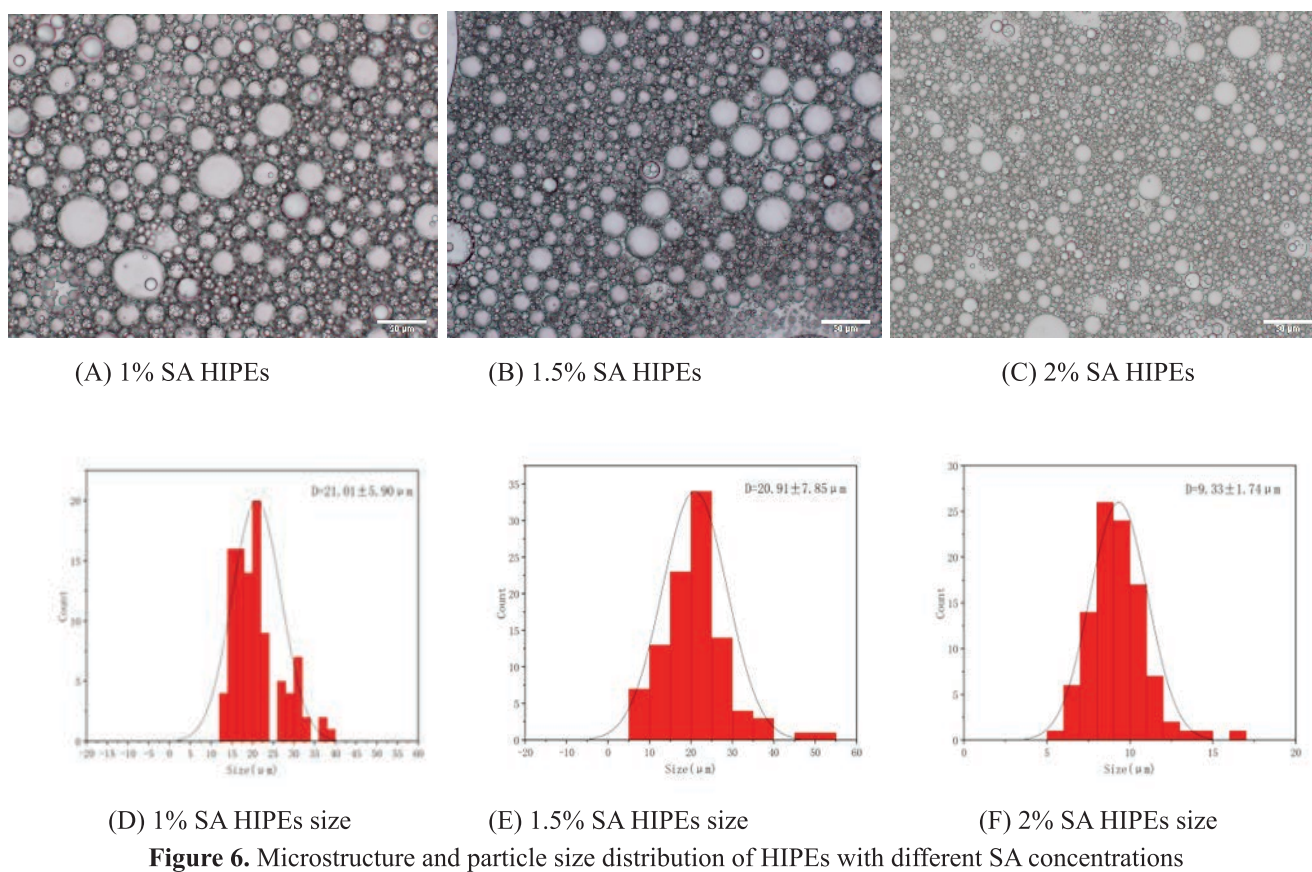 50 μm
50 μm
50 μm
(A) 1% SA HIPEs
(B) 1.5% SA HIPEs
(C) 2% SA HIPEs
D=21.01±5.90μm
20
15
10
5
0
Count
-20 -15 -10 -5 0 5 10 15 20 25 30 35 40 45 50 55 60
Size(μm)
D=20.91±7.85μm
35
30
25
20
15
10
5
0
Count
-20 -10 0 10 20 30 40 50 60
Size(μm)
D=9.33±1.74μm
30
25
20
15
10
5
0
Count
0 5 10 15 20
Size(μm)
(D) 1% SA HIPEs size
(E) 1.5% SA HIPEs size
(F) 2% SA HIPEs size
Figure 6. Microstructure and particle size distribution of HIPEs with different SA concentrations